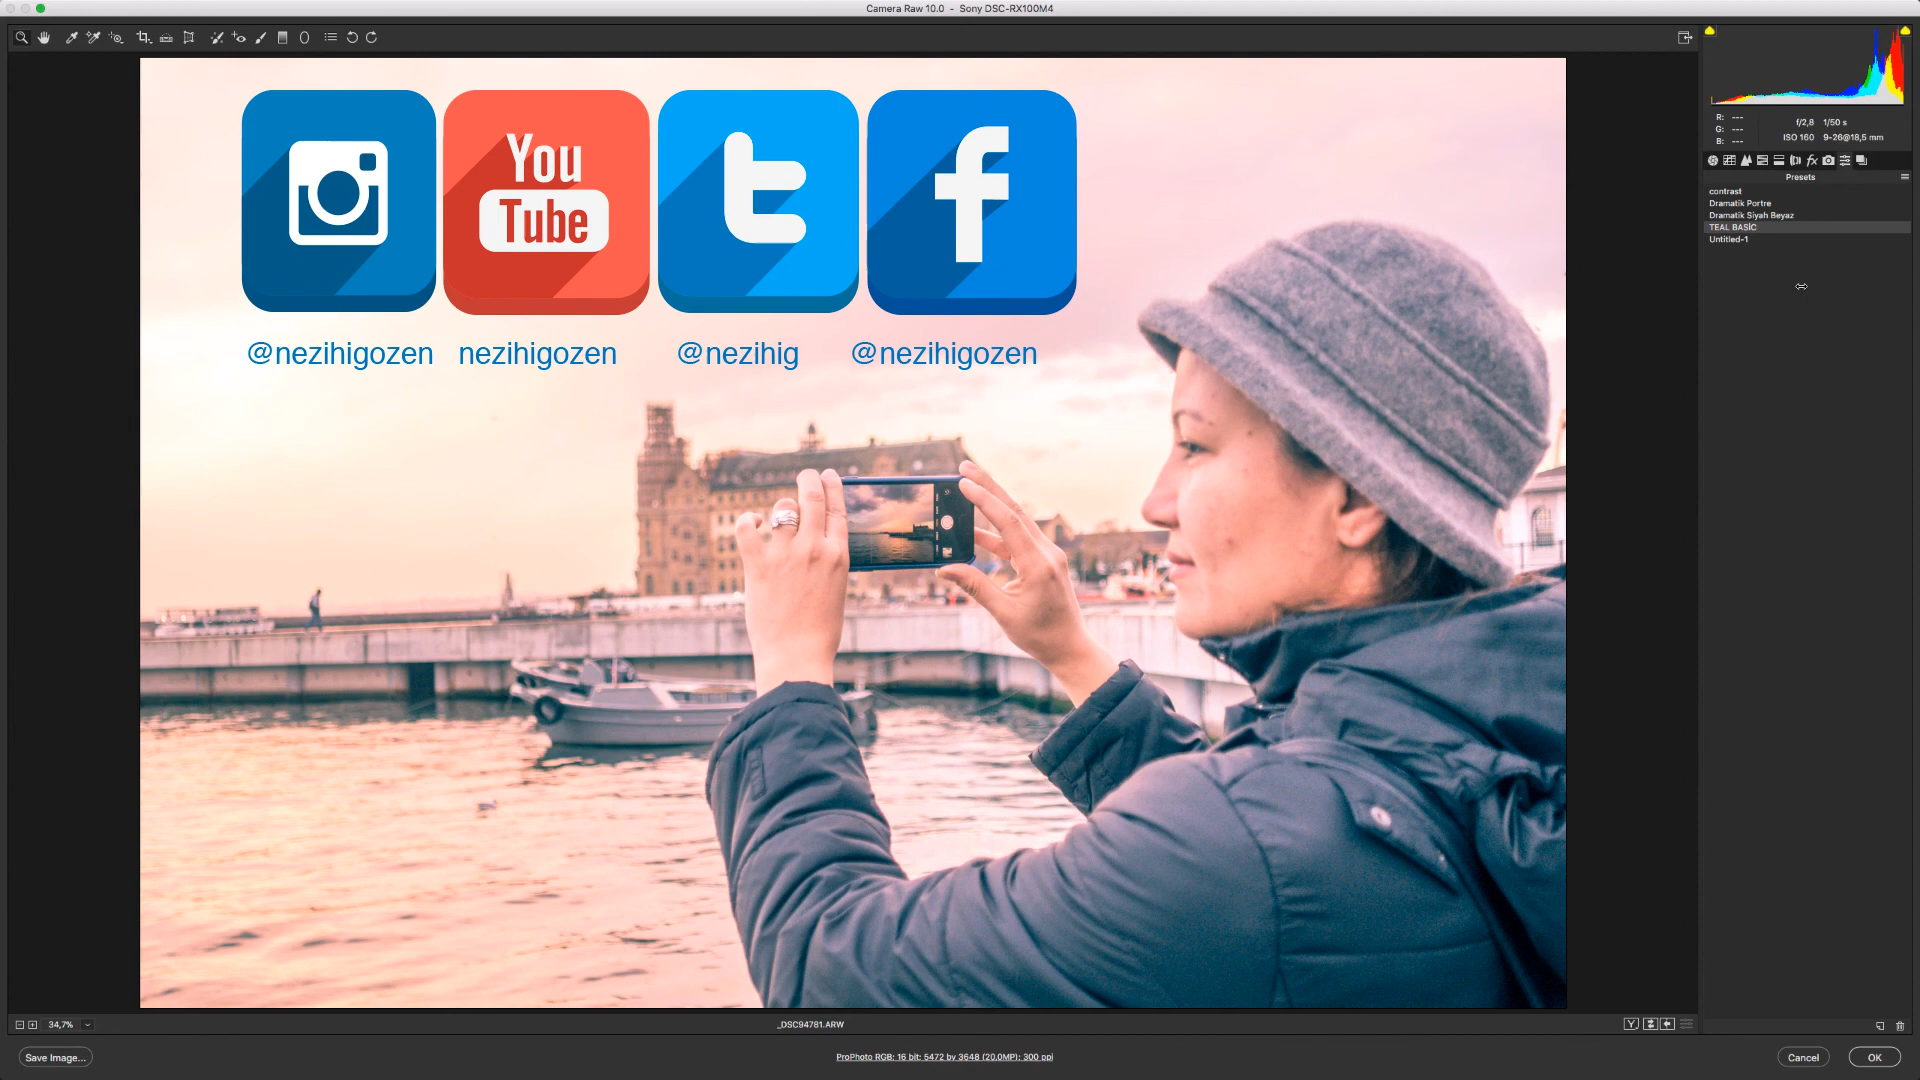 Camera Raw 10.0 - Sony DSC-RX100M4
You
Tube
@nezihigozen
nezihigozen
@nezihig
@nezihigozen
R: ---
G: ---
B: ---
f/2,8 1/50 s
ISO 160 9-26@18,5 mm
fx
Presets
contrast
Dramatik Portre
Dramatik Siyah Beyaz
TEAL BASİC
Untitled-1
34,7%
_DSC94781.ARW
Y
Save Image...
ProPhoto RGB; 16 bit; 5472 by 3648 (20.0MP); 300 ppi
Cancel
OK